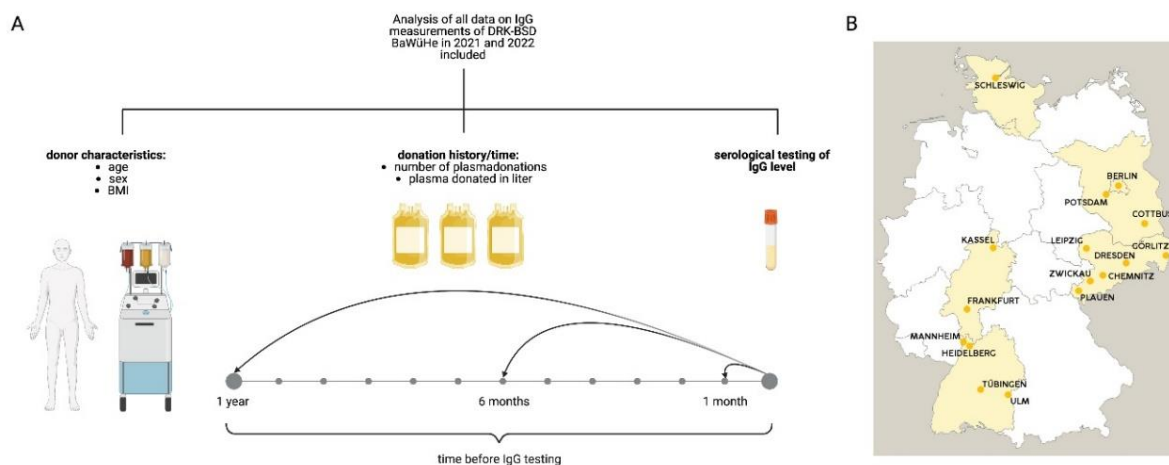 A
Analysis of all data on IgG
measurements of DRK-BSD
BaWüHe in 2021 and 2022
included
donor characteristics:
• age
• sex
• BMI
donation history/time:
• number of plasmadonations
• plasma donated in liter
serological testing of
IgG level
1 year
6 months
1 month
time before IgG testing
B
SCHLESWIG
BERLIN
POTSDAM
COTTBUS
KASSEL
LEIPZIG
GÖRLITZ
DRESDEN
ZWICKAU
CHEMNITZ
PLAUEN
FRANKFURT
MANNHEIM
HEIDELBERG
TÜBINGEN
ULM